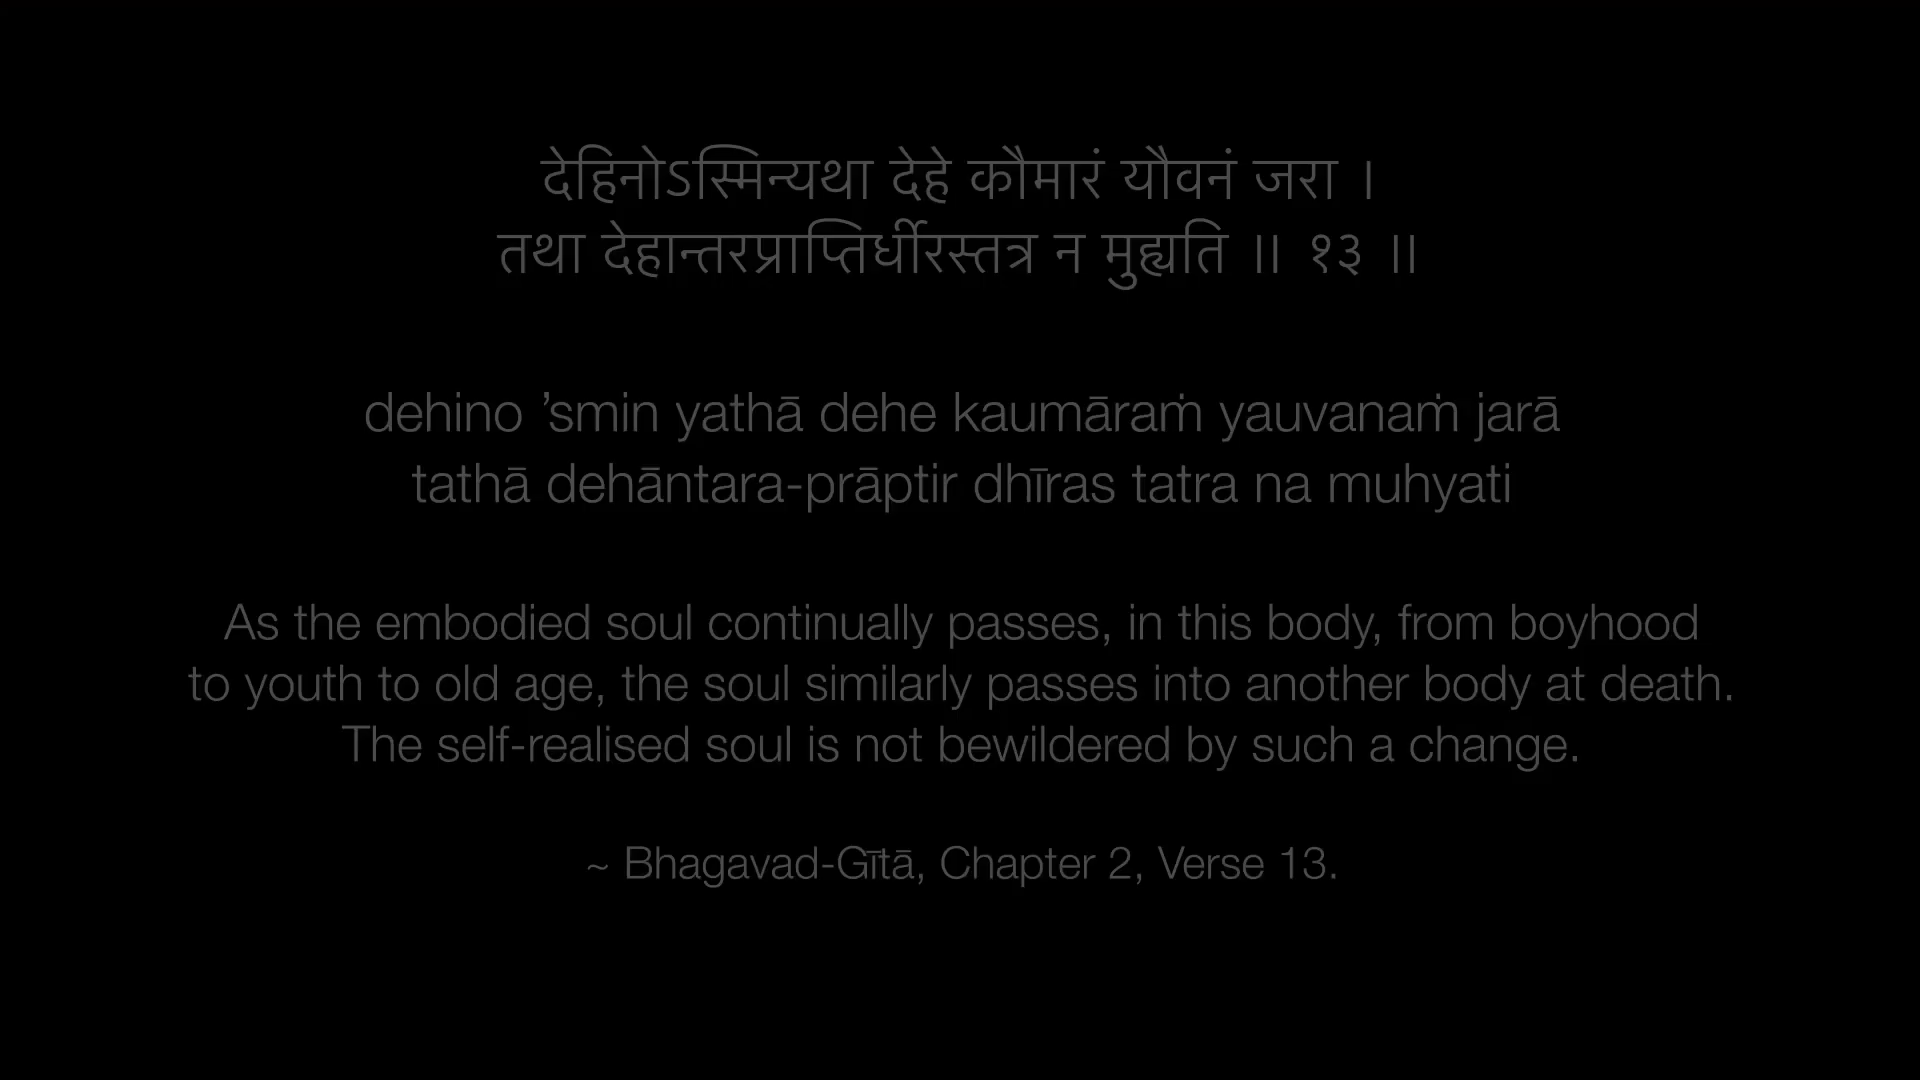 देहिनोऽस्मिन्यथा देहे कौमारं यौवनं जरा ।
तथा देहान्तरप्राप्तिर्धीरस्तत्र न मुह्यति ॥ १३ ॥
dehino ’smin yathā dehe kaumāraṁ yauvanaṁ jarā
tathā dehāntara-prāptir dhīras tatra na muhyati
As the embodied soul continually passes, in this body, from boyhood
to youth to old age, the soul similarly passes into another body at death.
The self-realised soul is not bewildered by such a change.
~ Bhagavad-Gītā, Chapter 2, Verse 13.